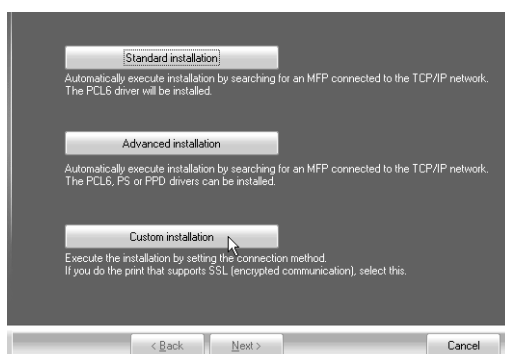 Standard installation
Automatically execute installation by searching for an MFP connected to the TCP/IP network.
The PCL6 driver will be installed.
Advanced installation
Automatically execute installation by searching for an MFP connected to the TCP/IP network.
The PCL6, PS or PPD drivers can be installed.
Custom installation
Execute the installation by setting the connection method.
If you do the print that supports SSL (encrypted communication), select this.
< Back Next > Cancel